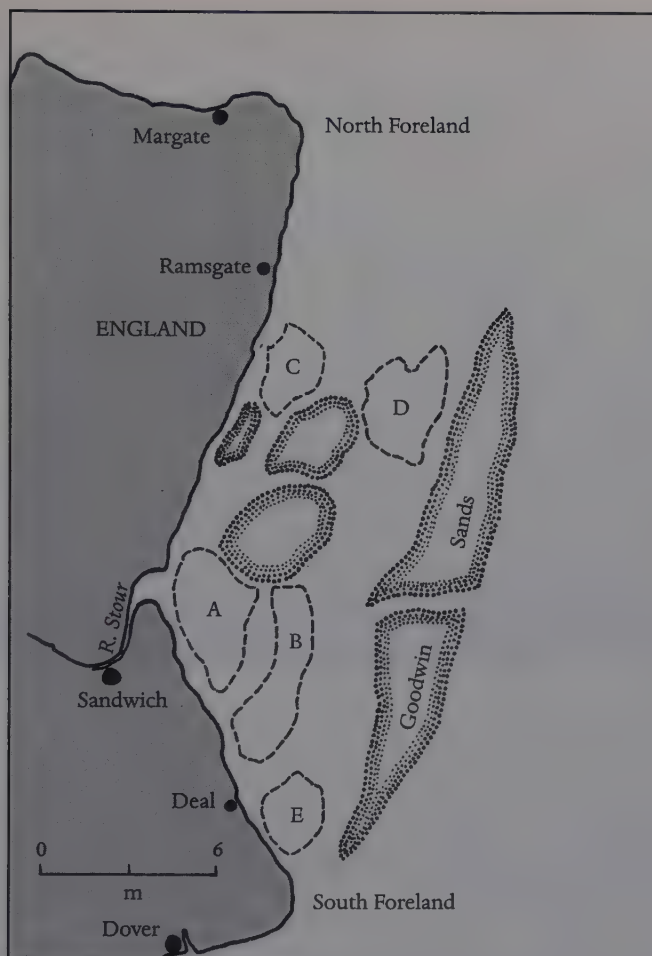 Margate
North Foreland
Ramsgate
ENGLAND
C
D
Sands
A
B
R. Stour
Sandwich
Goodwin
Deal
E
0 6
m
South Foreland
Dover